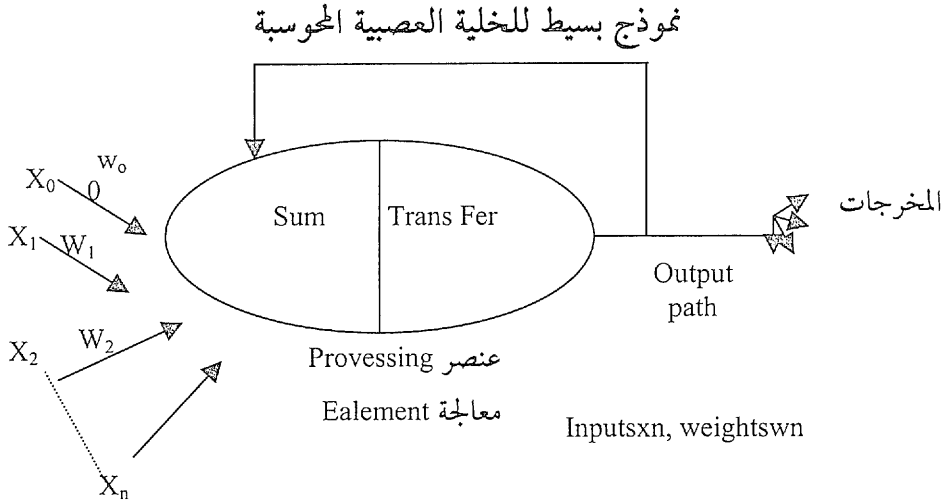 نموذج بسيط للخلية العصبية المحوسبة
X0 wo
0
X1 W1
Sum Trans Fer
المخرجات
Output
path
X2 W2
Provessing عنصر
Ealement معالجة
Inputsxn, weightswn
Xn